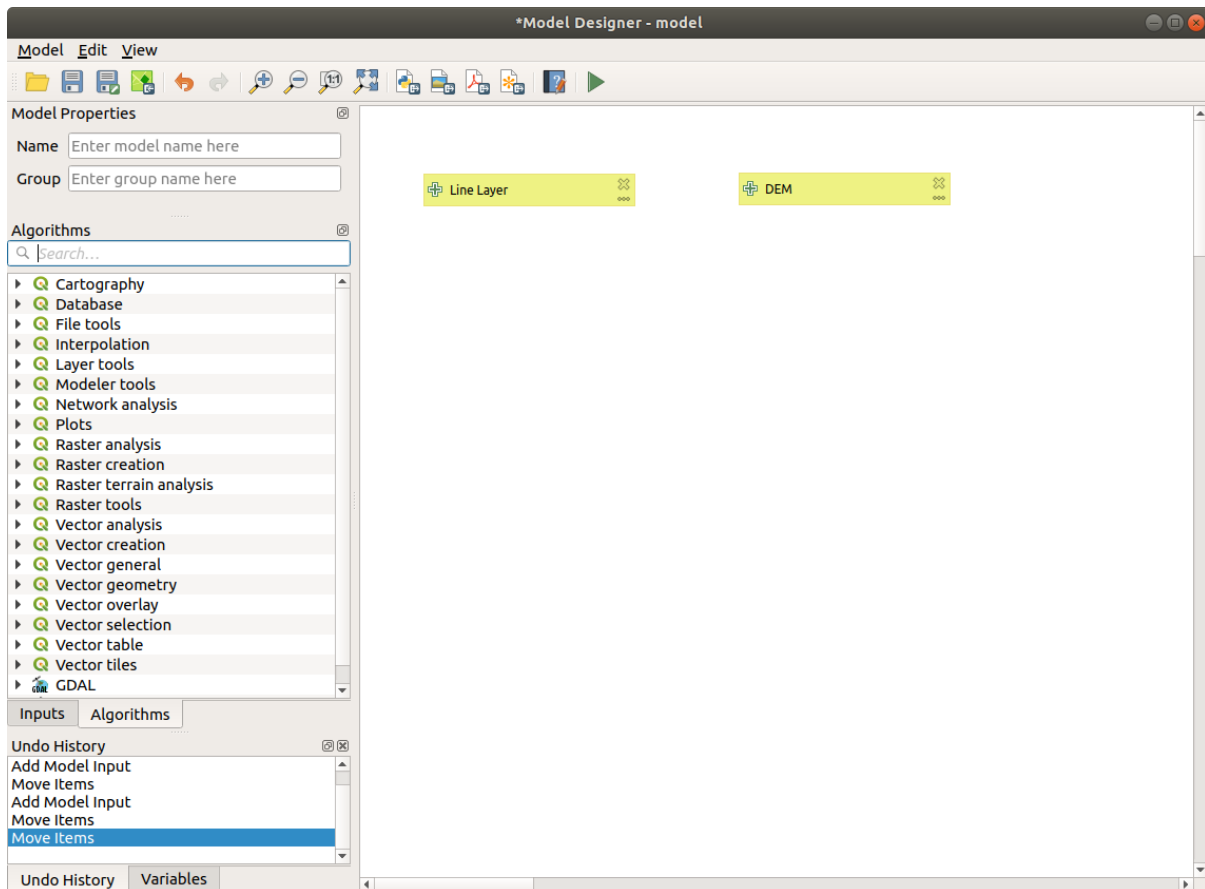 *Model Designer - model
Model Edit View
1:1
Model Properties
Name Enter model name here
Group Enter group name here
Algorithms
Search...
Cartography
Database
File tools
Interpolation
Layer tools
Modeler tools
Network analysis
Plots
Raster analysis
Raster creation
Raster terrain analysis
Raster tools
Vector analysis
Vector creation
Vector general
Vector geometry
Vector overlay
Vector selection
Vector table
Vector tiles
GDAL GDAL
Inputs Algorithms
Undo History
Add Model Input
Move Items
Add Model Input
Move Items
Move Items
Undo History Variables
Line Layer
DEM